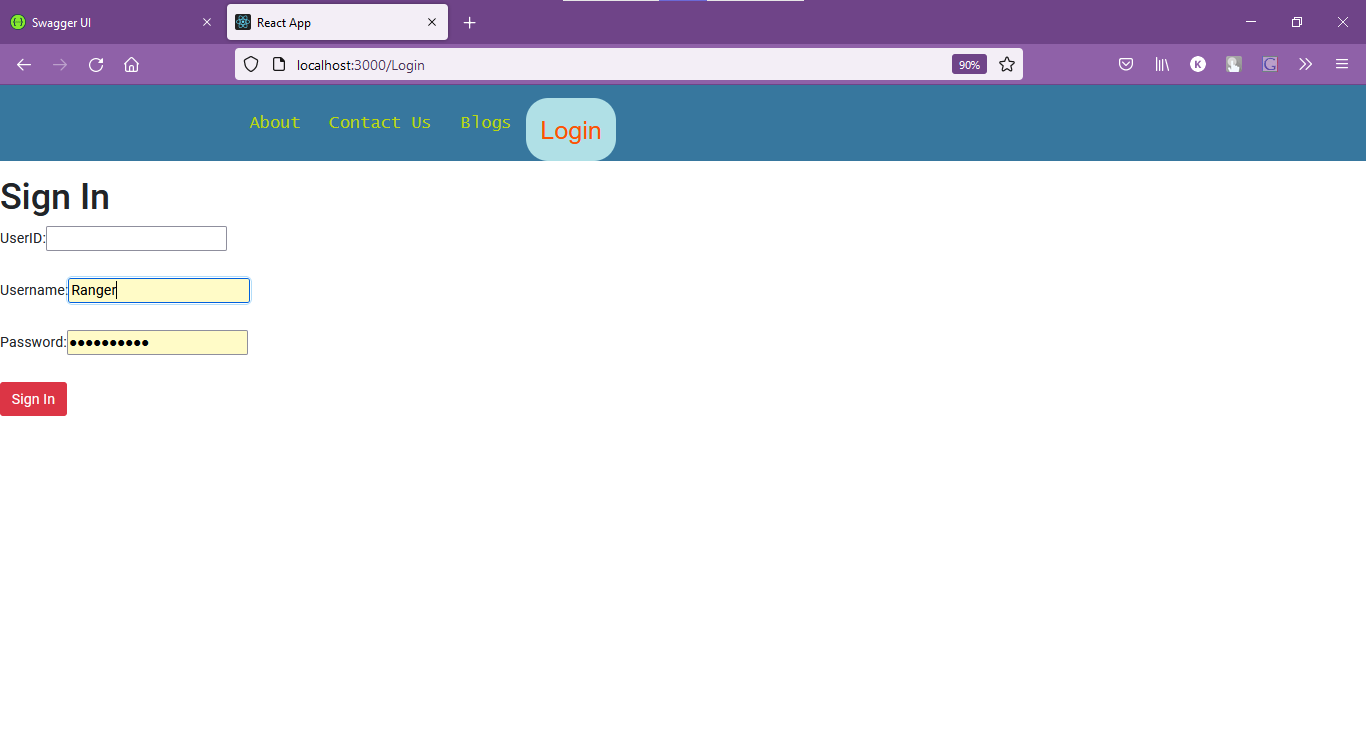 Swagger UI
React App
localhost:3000/Login
90%
K
About Contact Us Blogs Login
Sign In
UserID:
Username: Ranger
Password: ●●●●●●●●●●
Sign In